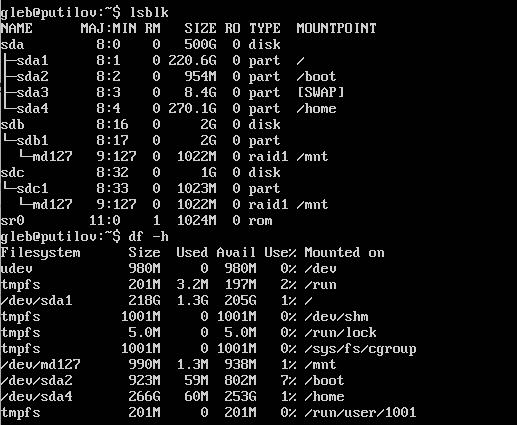 gleb@putilov:~$ lsblk
NAME      MAJ:MIN RM   SIZE RO TYPE  MOUNTPOINT
sda         8:0    0   500G  0 disk
├─sda1      8:1    0 220.6G  0 part  /
├─sda2      8:2    0   954M  0 part  /boot
├─sda3      8:3    0   8.4G  0 part  [SWAP]
└─sda4      8:4    0 270.1G  0 part  /home
sdb         8:16   0     2G  0 disk
└─sdb1      8:17   0     2G  0 part
  └─md127   9:127  0  1022M  0 raid1 /mnt
sdc         8:32   0     1G  0 disk
└─sdc1      8:33   0  1023M  0 part
  └─md127   9:127  0  1022M  0 raid1 /mnt
sr0        11:0    1  1024M  0 rom
gleb@putilov:~$ df -h
Filesystem      Size  Used Avail Use% Mounted on
udev            980M     0  980M   0% /dev
tmpfs           201M  3.2M  197M   2% /run
/dev/sda1       218G  1.3G  205G   1% /
tmpfs          1001M     0 1001M   0% /dev/shm
tmpfs           5.0M     0  5.0M   0% /run/lock
tmpfs          1001M     0 1001M   0% /sys/fs/cgroup
/dev/md127      990M  1.3M  938M   1% /mnt
/dev/sda2       923M   59M  802M   7% /boot
/dev/sda4       266G   60M  253G   1% /home
tmpfs           201M     0  201M   0% /run/user/1001